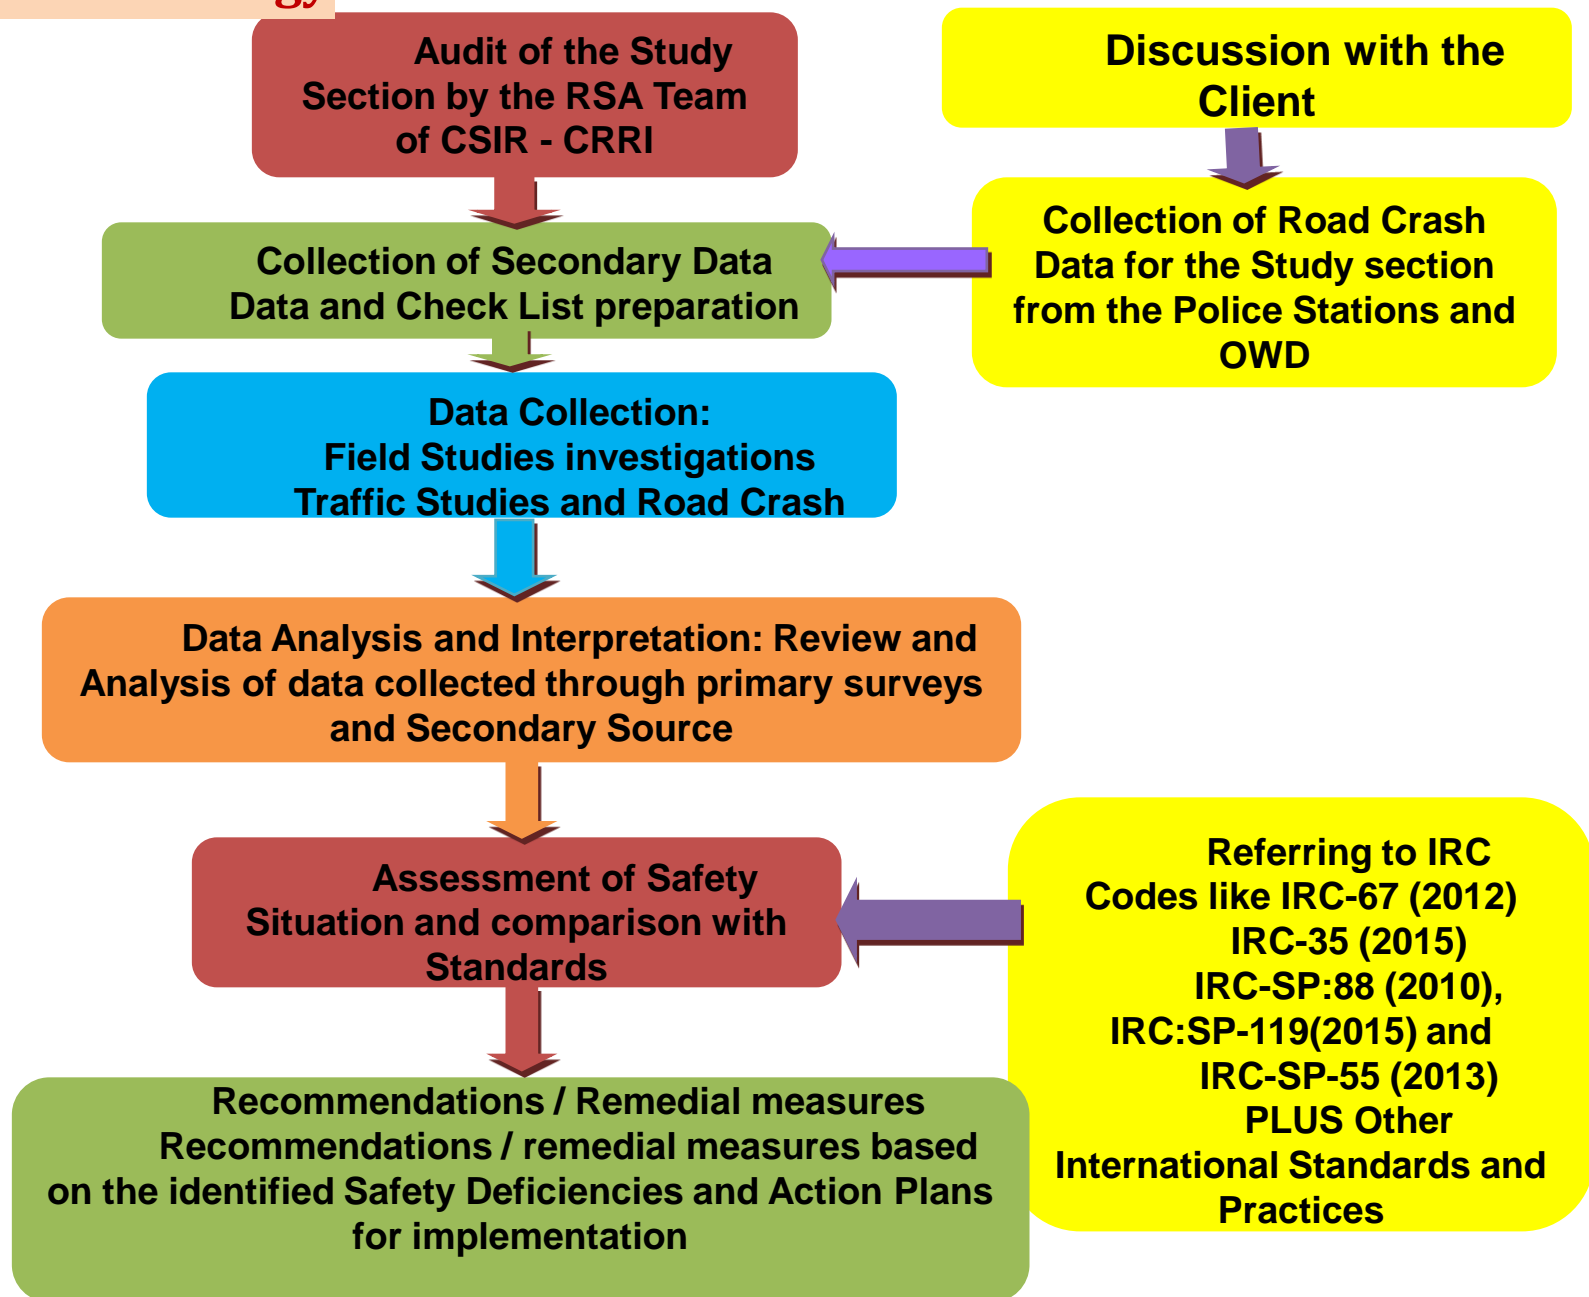 gy
Audit of the Study
Section by the RSA Team
of CSIR - CRRI
Discussion with the
Client
Collection of Road Crash
Data for the Study section
from the Police Stations and
OWD
Collection of Secondary Data
Data and Check List preparation
Data Collection:
Field Studies investigations
Traffic Studies and Road Crash
Data Analysis and Interpretation: Review and
Analysis of data collected through primary surveys
and Secondary Source
Assessment of Safety
Situation and comparison with
Standards
Referring to IRC
Codes like IRC-67 (2012)
IRC-35 (2015)
IRC-SP:88 (2010),
IRC:SP-119(2015) and
IRC-SP-55 (2013)
PLUS Other
International Standards and
Practices
Recommendations / Remedial measures
Recommendations / remedial measures based
on the identified Safety Deficiencies and Action Plans
for implementation